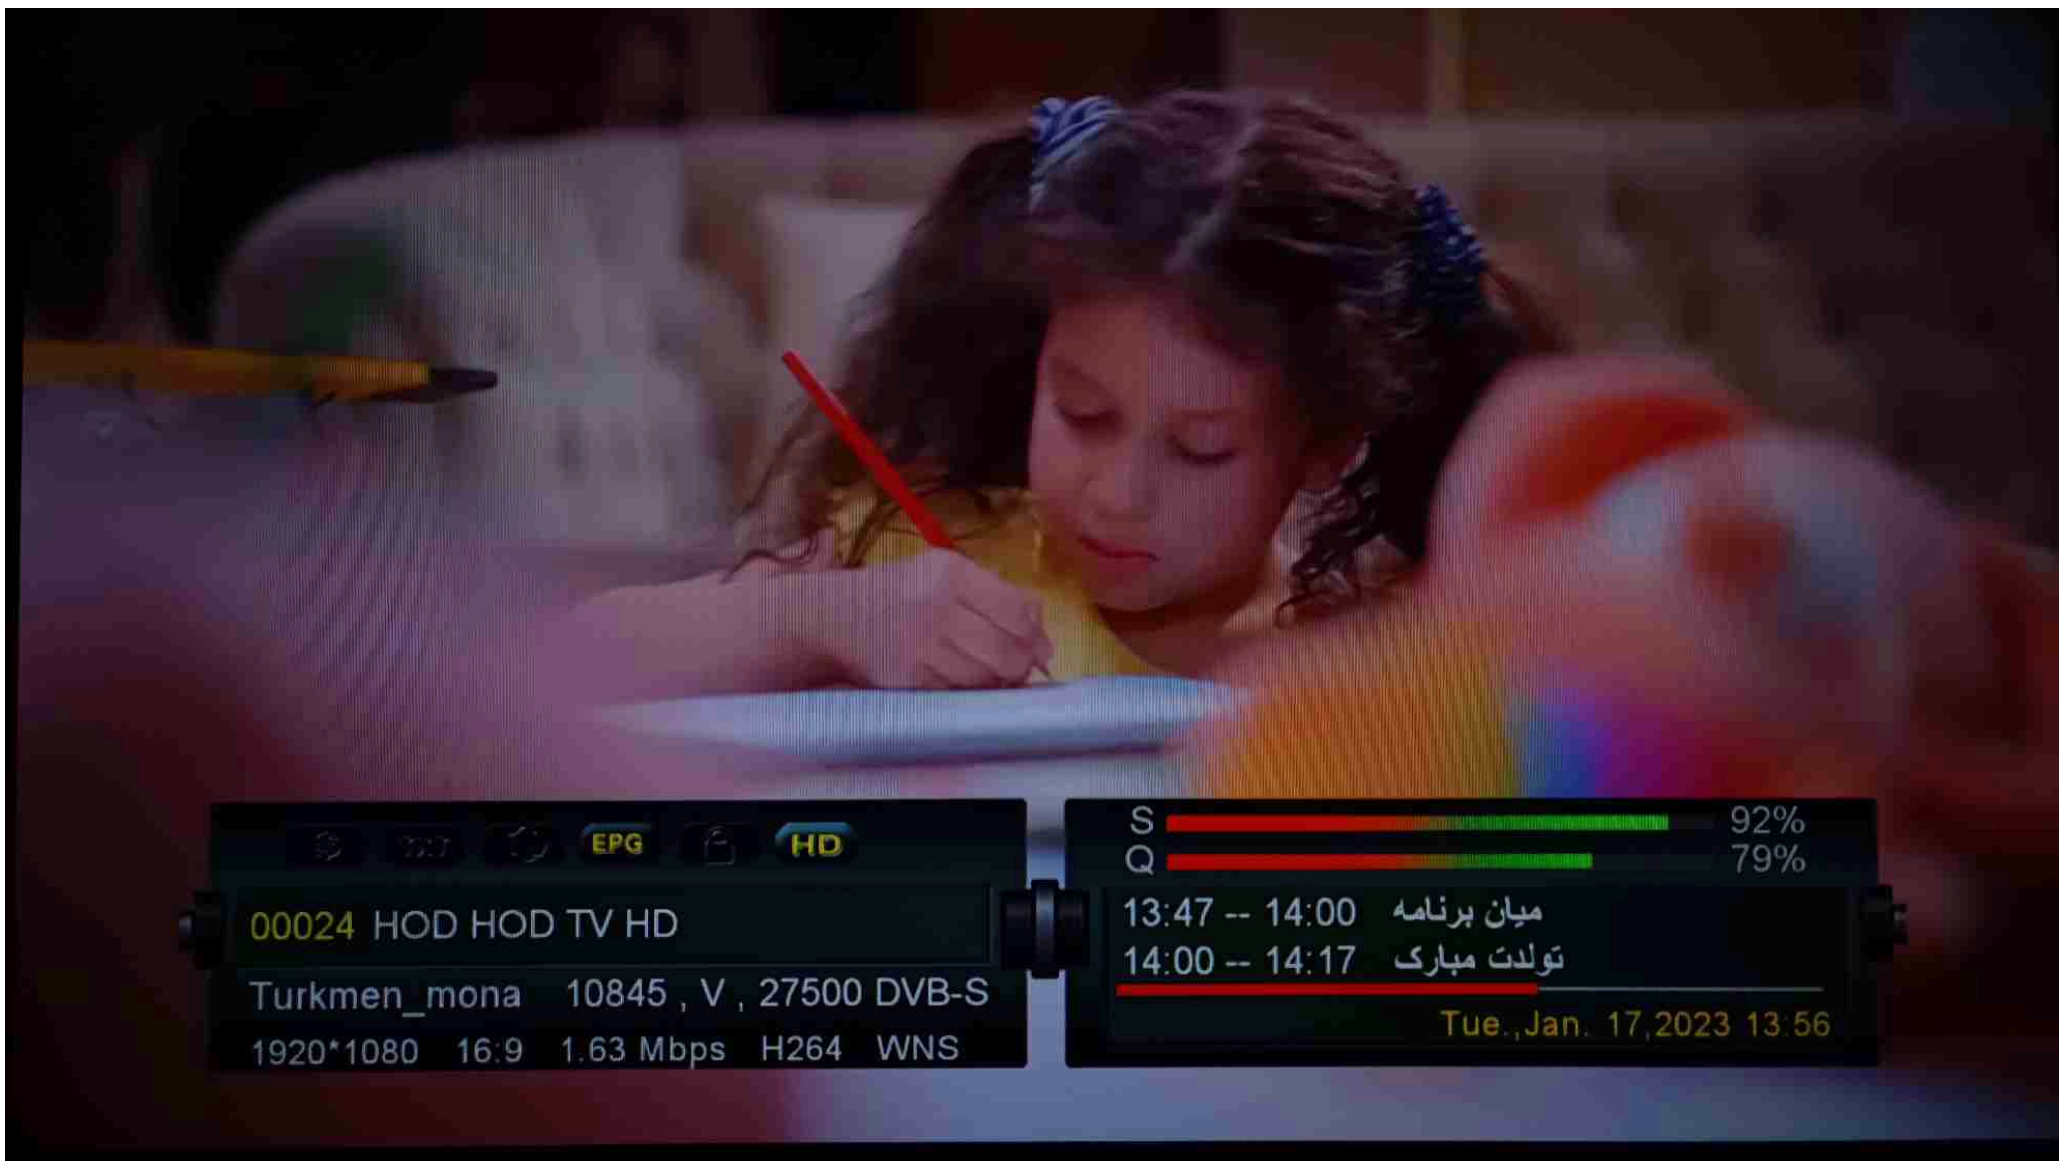 TXT EPG HD
00024 HOD HOD TV HD
Turkmen_mona 10845 , V , 27500 DVB-S
1920*1080 16:9 1.63 Mbps H264 WNS
S 92%
Q 79%
13:47 -- 14:00 میان برنامه
14:00 -- 14:17 تولدت مبارک
Tue.,Jan. 17,2023 13:56